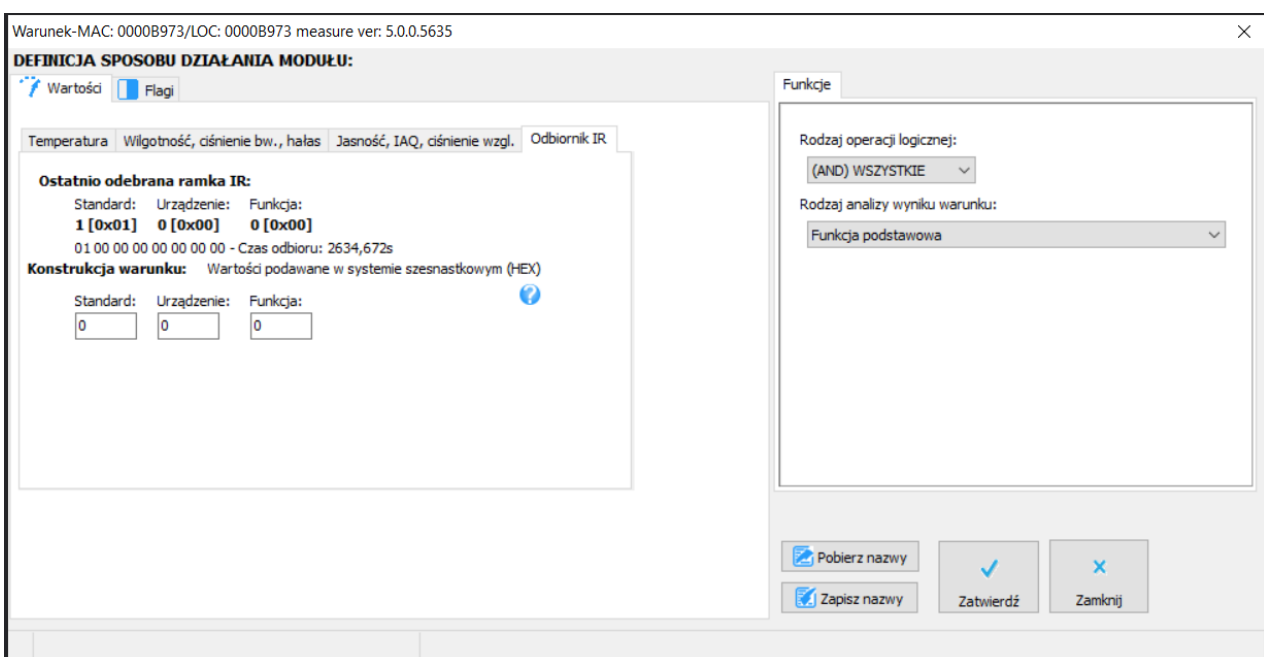 Warunek-MAC: 0000B973/LOC: 0000B973 measure ver: 5.0.0.5635
DEFINICJA SPOSOBU DZIAŁANIA MODUŁU:
Wartości Flagi
Temperatura Wilgotność, ciśnienie bw., hałas Jasność, IAQ, ciśnienie wzgl. Odbiornik IR
Ostatnio odebrana ramka IR:
Standard: Urządzenie: Funkcja:
1 [0x01] 0 [0x00] 0 [0x00]
01 00 00 00 00 00 00 00 - Czas odbioru: 2634,672s
Konstrukcja warunku: Wartości podawane w systemie szesnastkowym (HEX)
Standard: Urządzenie: Funkcja:
0 0 0
Funkcje
Rodzaj operacji logicznej:
(AND) WSZYSTKIE
Rodzaj analizy wyniku warunku:
Funkcja podstawowa
Pobierz nazwy
Zapisz nazwy
Zatwierdź
Zamknij